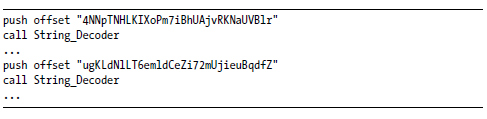 push offset "4NNpTNHLKIXoPm7iBhUAjvRKNaUVBlr"
call String_Decoder
...
push offset "ugKLdNlLT6emldCeZi72mUjieuBqdfZ"
call String_Decoder
...